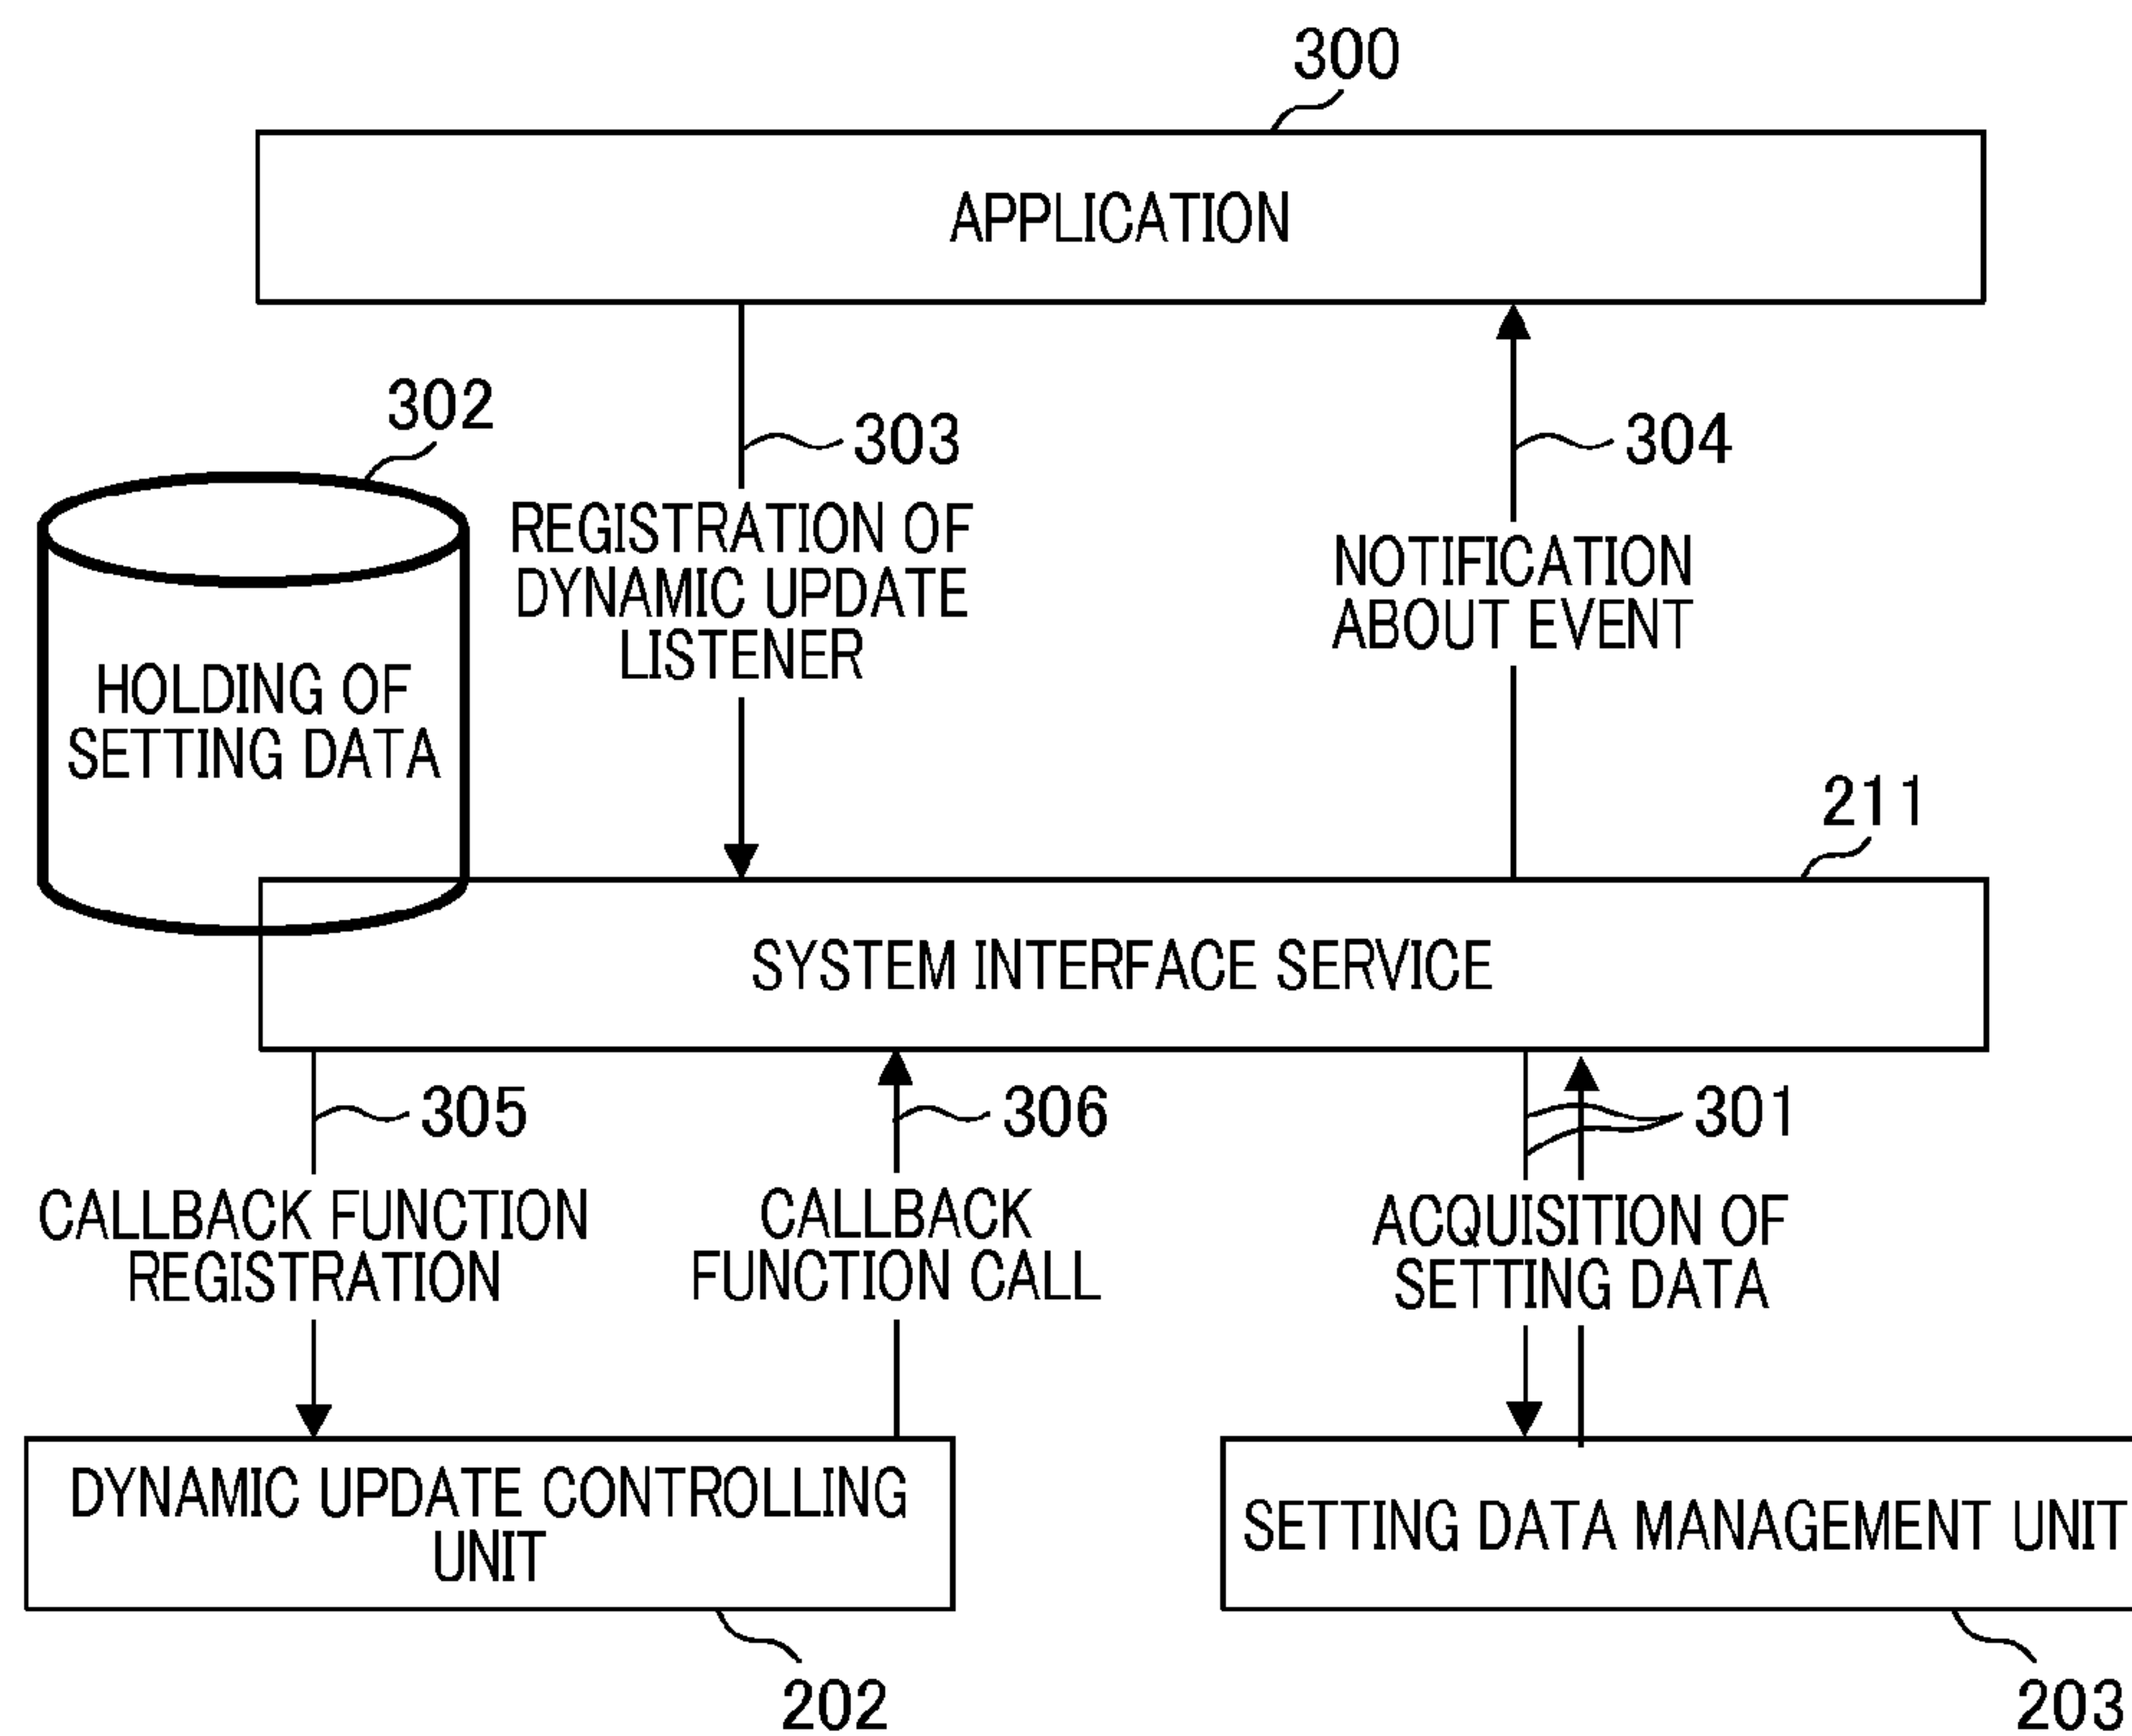 300
APPLICATION
302
303
304
REGISTRATION OF
DYNAMIC UPDATE
LISTENER
NOTIFICATION
ABOUT EVENT
HOLDING OF
SETTING DATA
211
SYSTEM INTERFACE SERVICE
305
306
301
CALLBACK FUNCTION
REGISTRATION
CALLBACK
FUNCTION CALL
ACQUISITION OF
SETTING DATA
DYNAMIC UPDATE CONTROLLING
UNIT
SETTING DATA MANAGEMENT UNIT
202
203